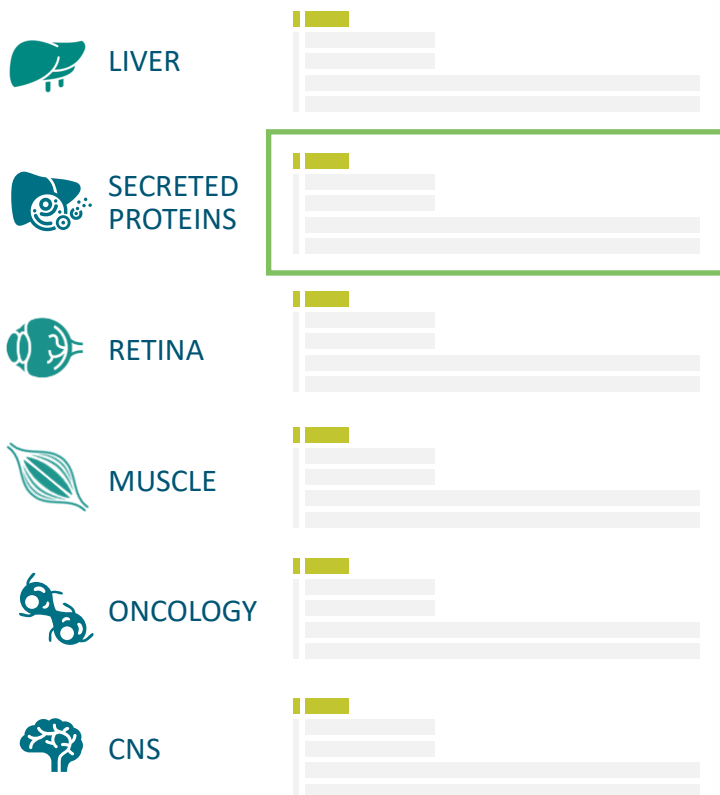 LIVER
SECRETED
PROTEINS
RETINA
MUSCLE
ONCOLOGY
CNS